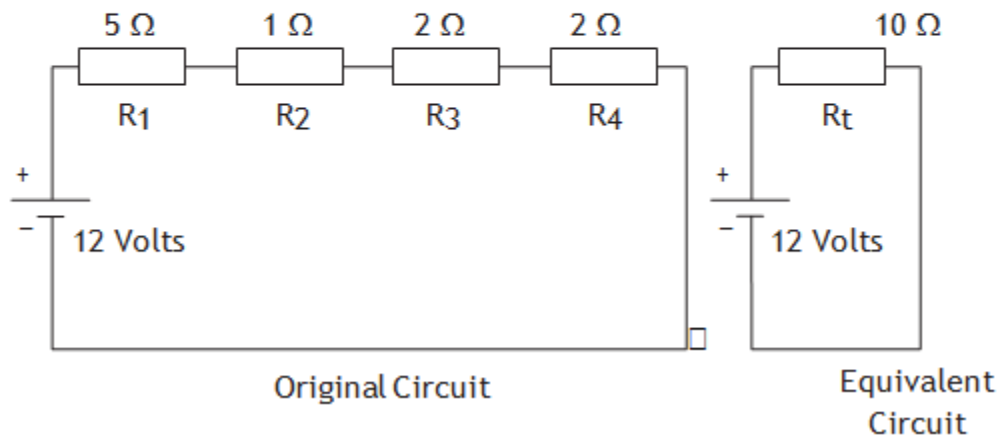 5 Ω 1 Ω 2 Ω 2 Ω 10 Ω
R1 R2 R3 R4 Rt
+ +
− −
12 Volts 12 Volts
Original Circuit
Equivalent
Circuit